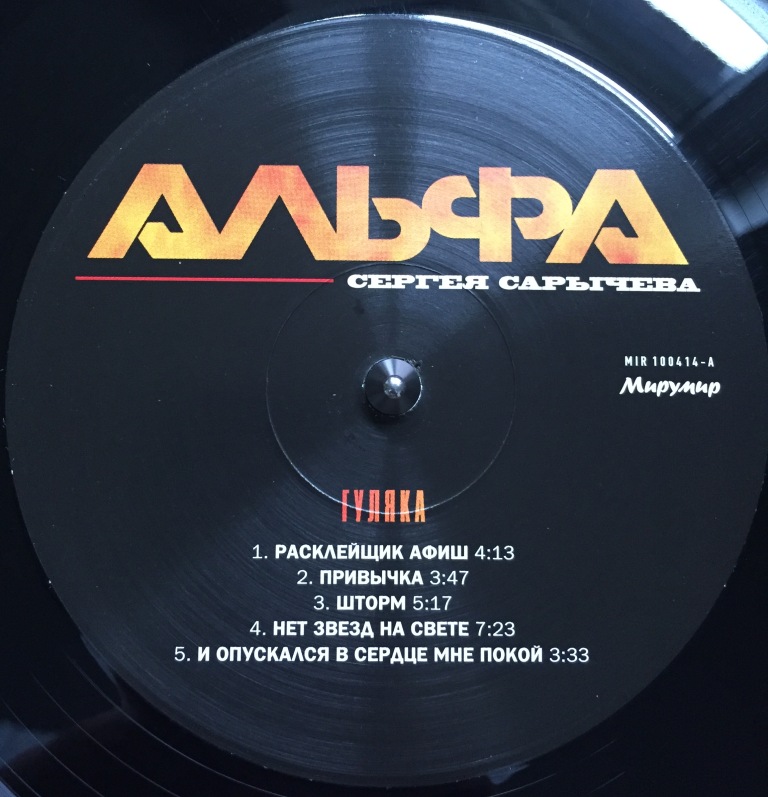 АЛЬФА
СЕРГЕЯ САРЫЧЕВА
MIR 100414-A
Мирумир
ГУЛЯКА
1. РАСКЛЕЙЩИК АФИШ 4:13
2. ПРИВЫЧКА 3:47
3. ШТОРМ 5:17
4. НЕТ ЗВЕЗД НА СВЕТЕ 7:23
5. И ОПУСКАЛСЯ В СЕРДЦЕ МНЕ ПОКОЙ 3:33